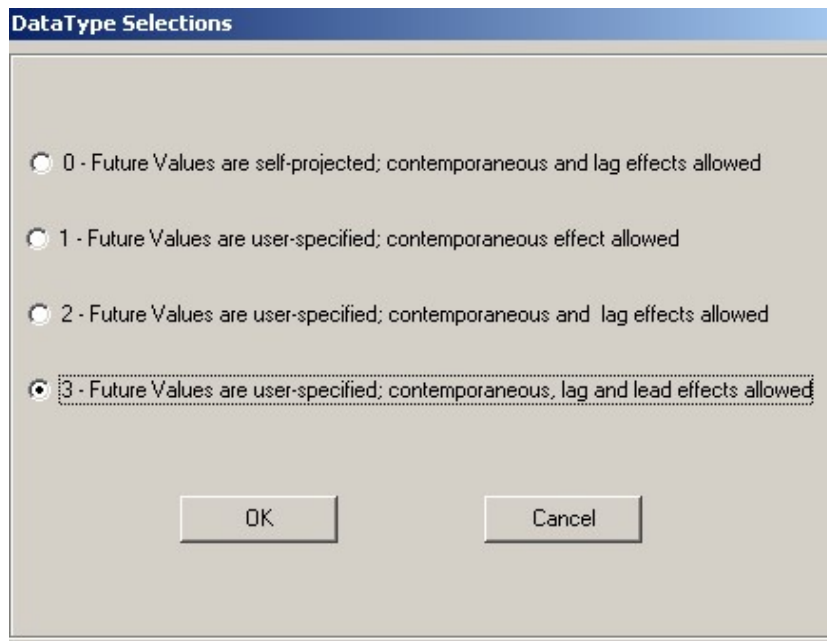 DataType Selections
0 - Future Values are self-projected; contemporaneous and lag effects allowed
1 - Future Values are user-specified; contemporaneous effect allowed
2 - Future Values are user-specified; contemporaneous and  lag effects allowed
3 - Future Values are user-specified; contemporaneous, lag and lead effects allowed
OK
Cancel